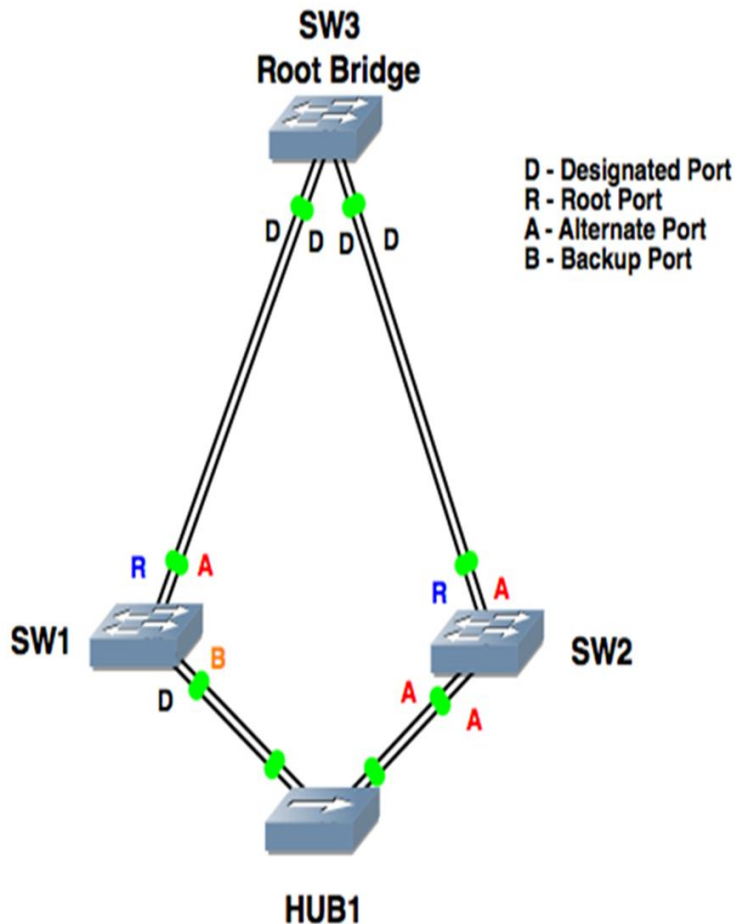 SW3
Root Bridge
D - Designated Port
R - Root Port
A - Alternate Port
B - Backup Port
D D D D
R A
R A
SW1
SW2
B
D
A
A
HUB1